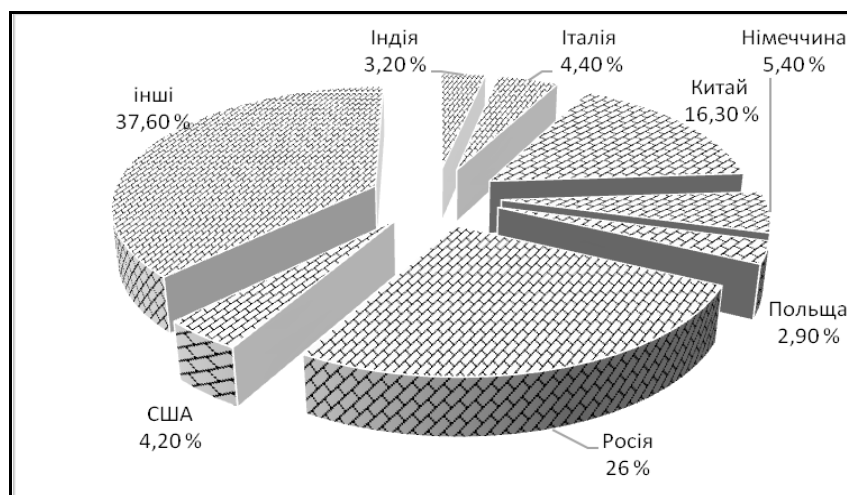 Індія
3,20 %
Італія
4,40 %
Німеччина
5,40 %
Китай
16,30 %
Польща
2,90 %
Росія
26 %
США
4,20 %
інші
37,60 %